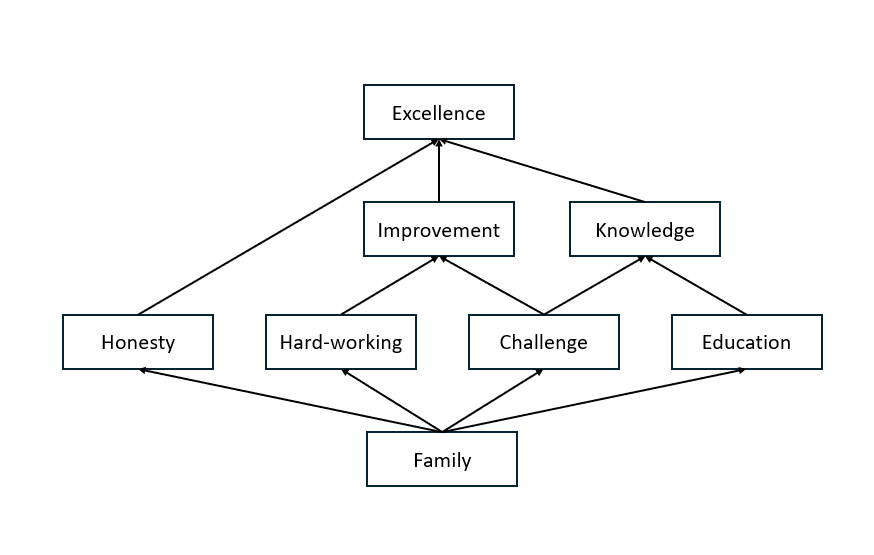 Excellence
Improvement
Knowledge
Honesty
Hard-working
Challenge
Education
Family